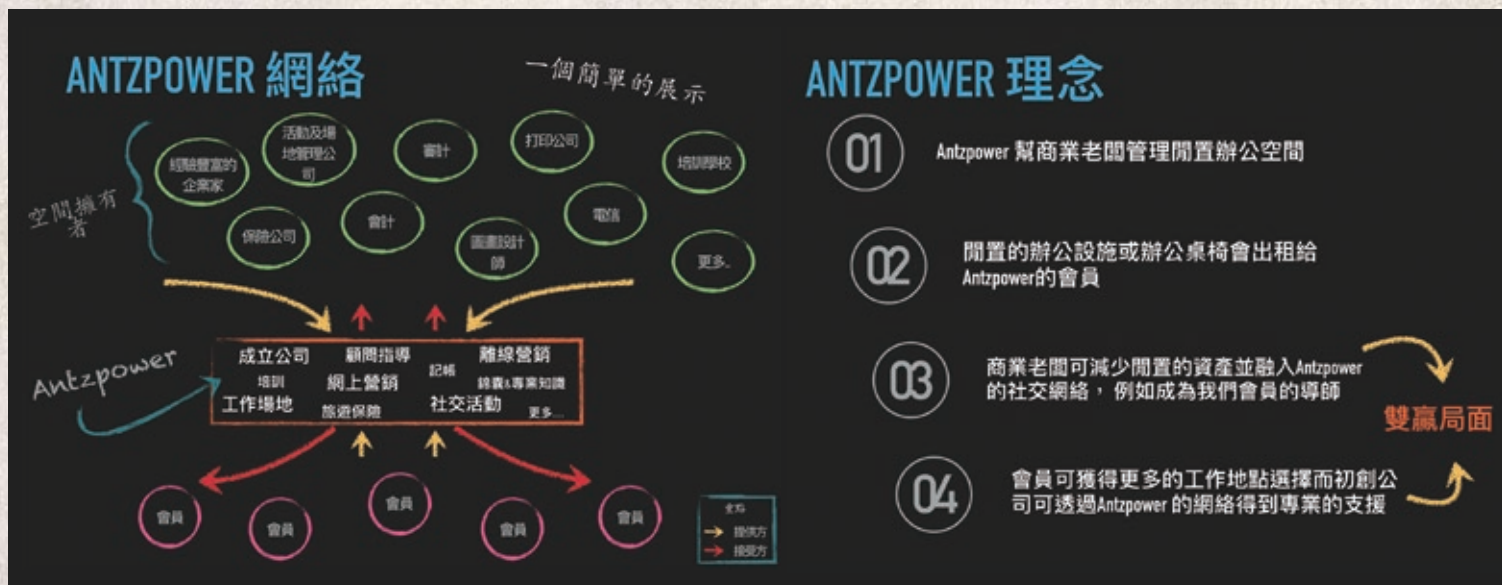 ANTZPOWER 網絡
一個簡單的展示
空間擁有
者
經驗豐富的
企業家
活動及場
地管理公
司
審計
打印公司
培訓學校
保險公司
會計
圖畫設計
師
電信
更多..
Antzpower
成立公司
顧問指導
記帳
離線營銷
培訓
網上營銷
錦囊&專業知識
工作場地
旅遊保險
社交活動
更多...
會員
會員
會員
會員
會員
提供方
接受方
ANTZPOWER 理念
01
Antzpower 幫商業老闆管理閒置辦公空間
02
閒置的辦公設施或辦公桌椅會出租給
Antzpower的會員
03
商業老闆可減少閒置的資產並融入Antzpower
的社交網絡，例如成為我們會員的導師
雙贏局面
04
會員可獲得更多的工作地點選擇而初創公
司可透過Antzpower 的網絡得到專業的支援